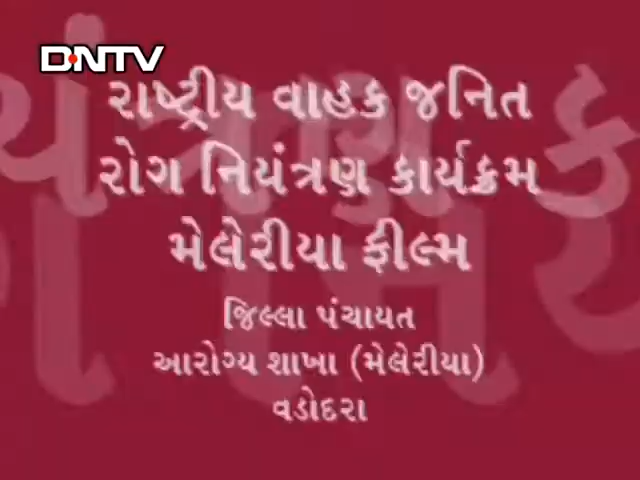 DNTV
રાષ્ટ્રીય વાહક જનિત
રોગ નિયંત્રણ કાર્યક્રમ
મેલેરીયા ફીલ્મ
જિલ્લા પંચાયત
આરોગ્ય શાખા (મેલેરીયા)
વડોદરા